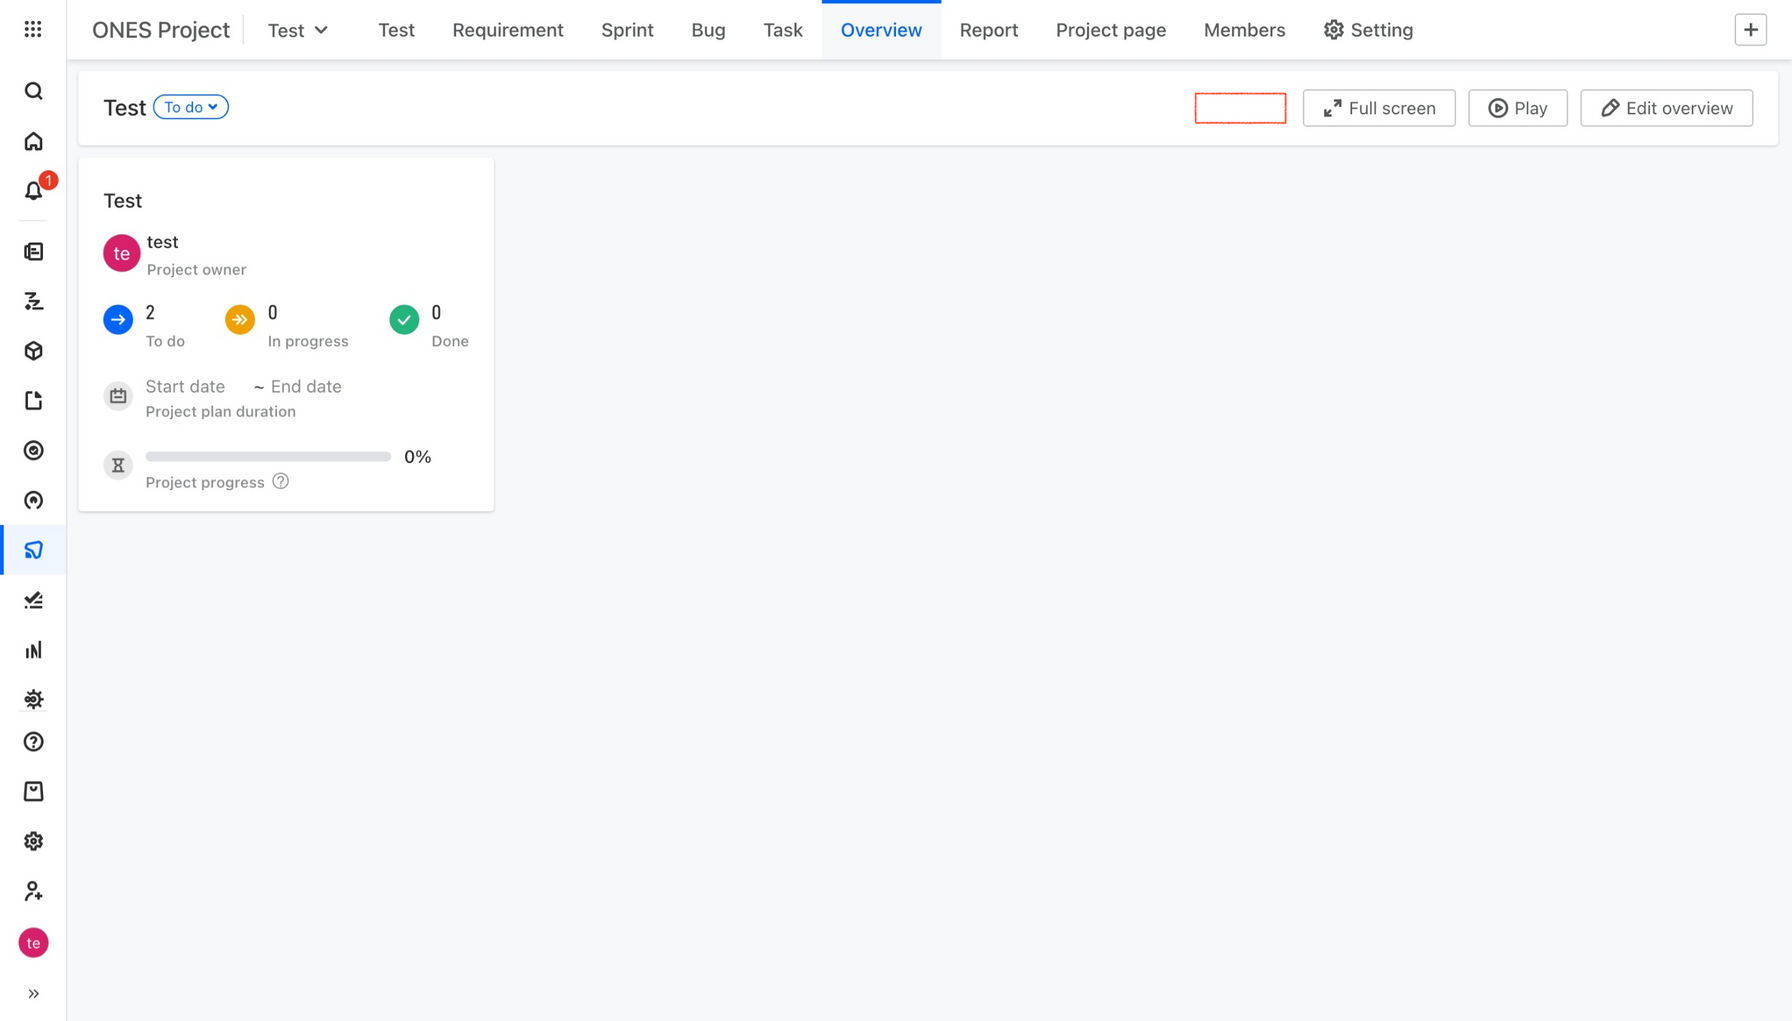 ONES Project
Test
Test
Requirement
Sprint
Bug
Task
Overview
Report
Project page
Members
Setting
Test
To do
Full screen
Play
Edit overview
1
Test
te
test
Project owner
2
To do
0
In progress
0
Done
Start date ~ End date
Project plan duration
0%
Project progress
te